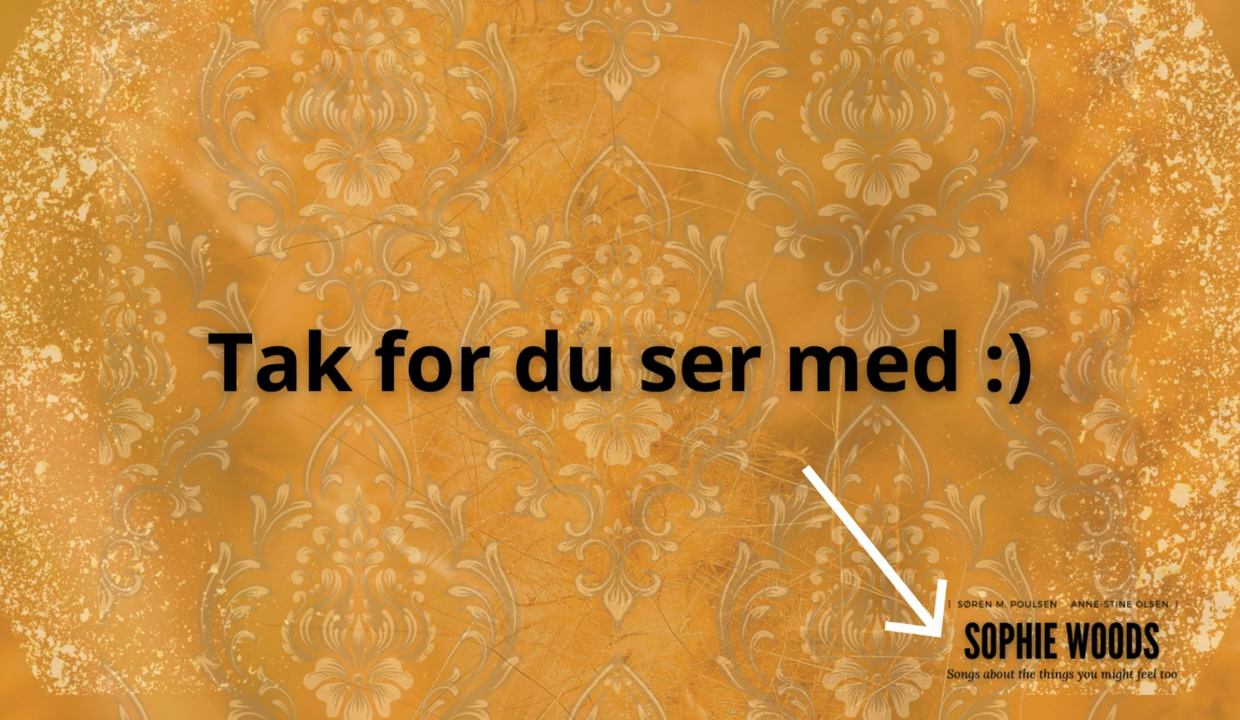 Tak for du ser med :)
| SØREN M. POULSEN ANNE-STINE OLSEN |
SOPHIE WOODS
Songs about the things you might feel too